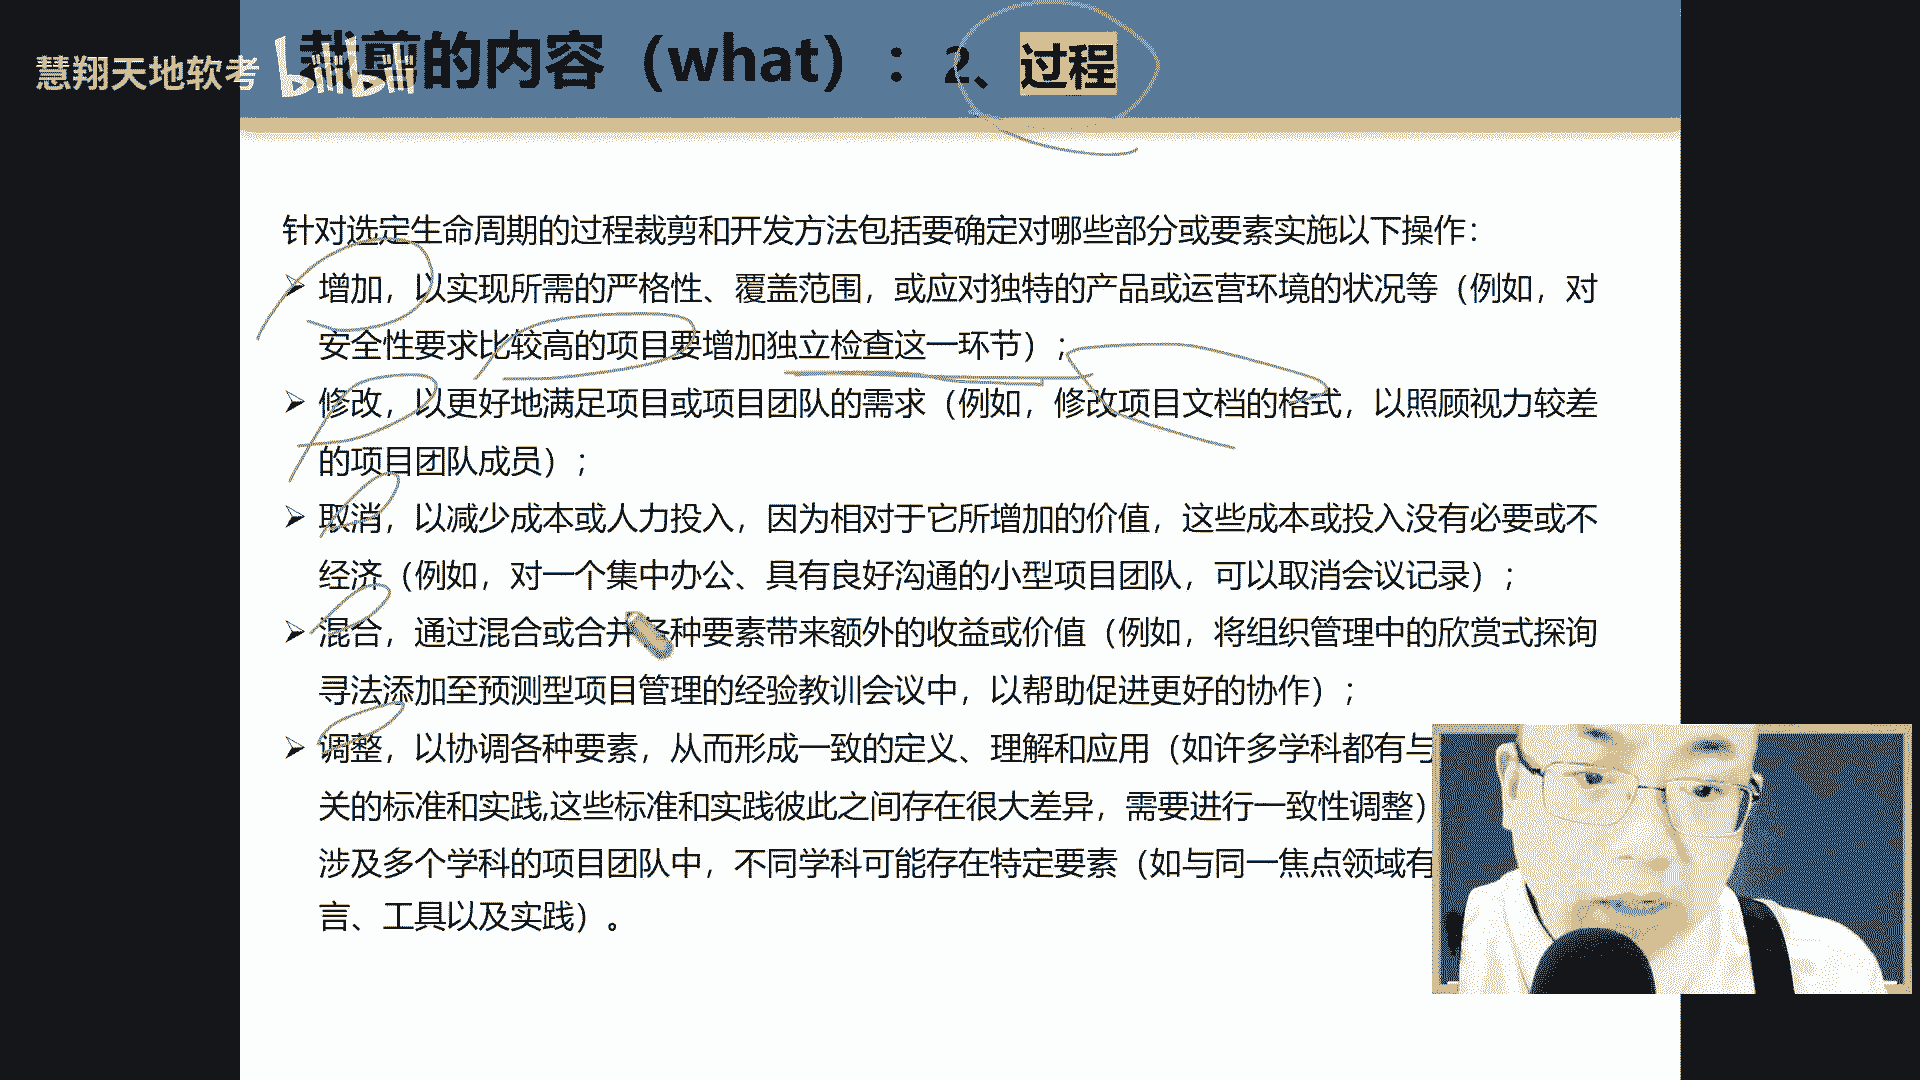 慧翔天地软考
bilibili
裁剪的内容（what）：2、过程
针对选定生命周期的过程裁剪和开发方法包括要确定对哪些部分或要素实施以下操作：
➢ 增加，以实现所需的严格性、覆盖范围，或应对独特的产品或运营环境的状况等（例如，对
安全性要求比较高的项目要增加独立检查这一环节）；
➢ 修改，以更好地满足项目或项目团队的需求（例如，修改项目文档的格式，以照顾视力较差
的项目团队成员）；
➢ 取消，以减少成本或人力投入，因为相对于它所增加的价值，这些成本或投入没有必要或不
经济（例如，对一个集中办公、具有良好沟通的小型项目团队，可以取消会议记录）；
➢ 混合，通过混合或合并各种要素带来额外的收益或价值（例如，将组织管理中的欣赏式探询
寻法添加至预测型项目管理的经验教训会议中，以帮助促进更好的协作）；
➢ 调整，以协调各种要素，从而形成一致的定义、理解和应用（如许多学科都有与
关的标准和实践,这些标准和实践彼此之间存在很大差异，需要进行一致性调整）
涉及多个学科的项目团队中，不同学科可能存在特定要素（如与同一焦点领域有
言、工具以及实践）。